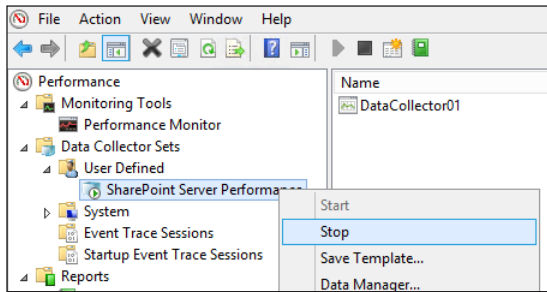 File Action View Window Help
Performance
Monitoring Tools
Performance Monitor
Data Collector Sets
User Defined
SharePoint Server Performance
System
Event Trace Sessions
Startup Event Trace Sessions
Reports
Name
DataCollector01
Start
Stop
Save Template...
Data Manager...